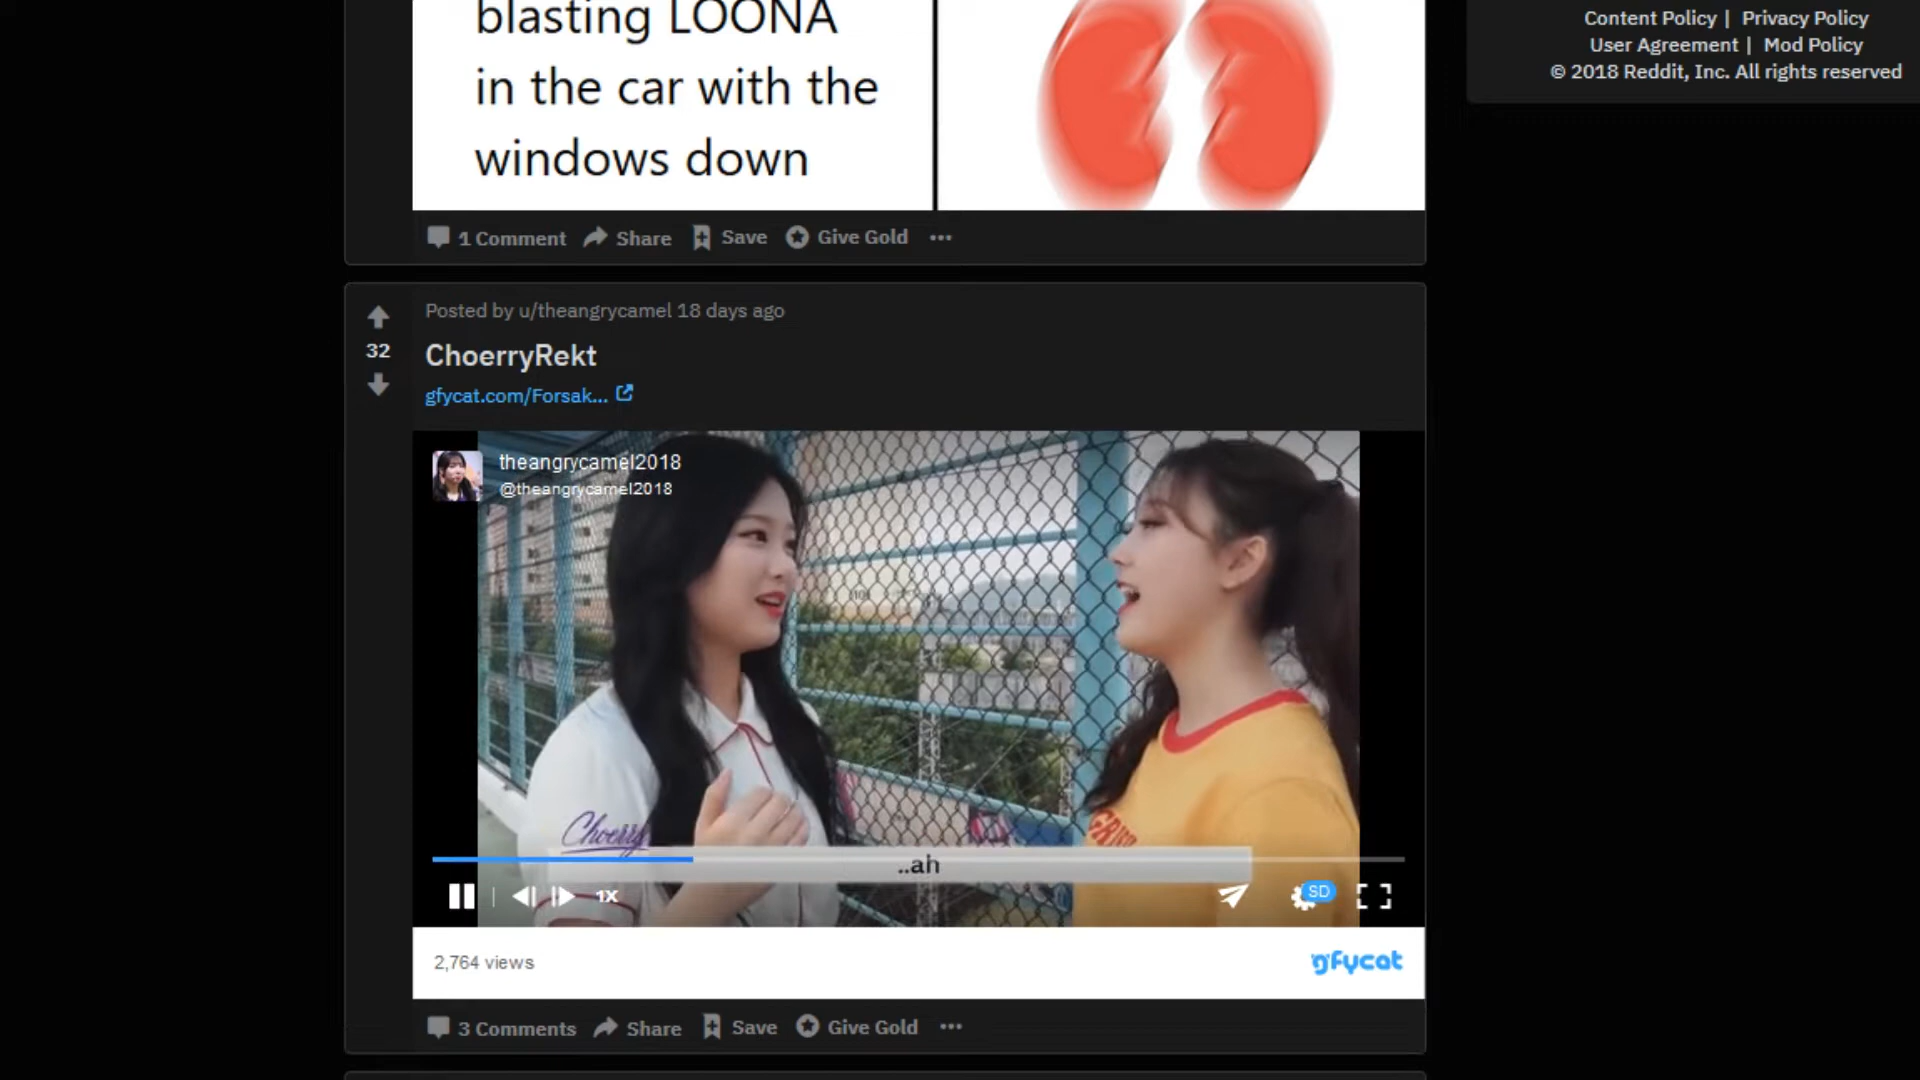 blasting LOONA
in the car with the
windows down
Content Policy | Privacy Policy
User Agreement | Mod Policy
© 2018 Reddit, Inc. All rights reserved
1 Comment Share Save Give Gold ...
Posted by u/theangrycamel 18 days ago
32
ChoerryRekt
gfycat.com/Forsak...
theangrycamel2018
@theangrycamel2018
Choerry
..ah
1X
SD
2,764 views
gfycat
3 Comments Share Save Give Gold ...